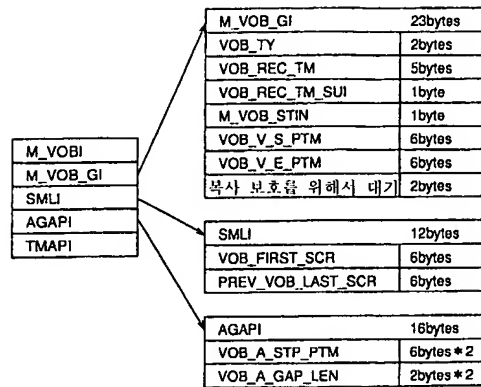 M_VOBI
M_VOB_GI
SMLI
AGAPI
TMAPI
M_VOB_GI 23bytes
VOB_TY 2bytes
VOB_REC_TM 5bytes
VOB_REC_TM_SUI 1byte
M_VOB_STIN 1byte
VOB_V_S_PTM 6bytes
VOB_V_E_PTM 6bytes
복사 보호를 위해서 대기 2bytes
SMLI 12bytes
VOB_FIRST_SCR 6bytes
PREV_VOB_LAST_SCR 6bytes
AGAPI 16bytes
VOB_A_STP_PTM 6bytes*2
VOB_A_GAP_LEN 2bytes*2